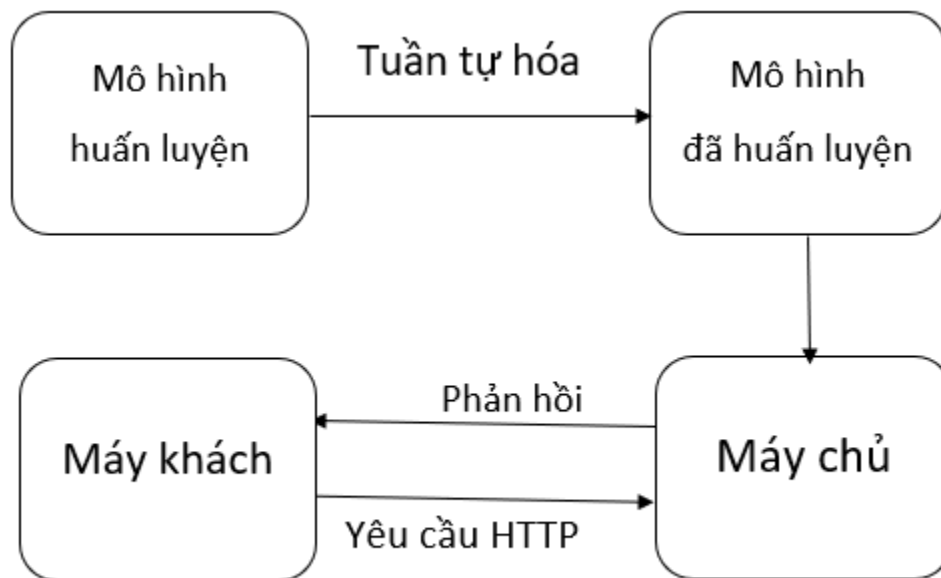 Mô hình
huấn luyện
Tuần tự hóa
Mô hình
đã huấn luyện
Máy khách
Phản hồi
Yêu cầu HTTP
Máy chủ